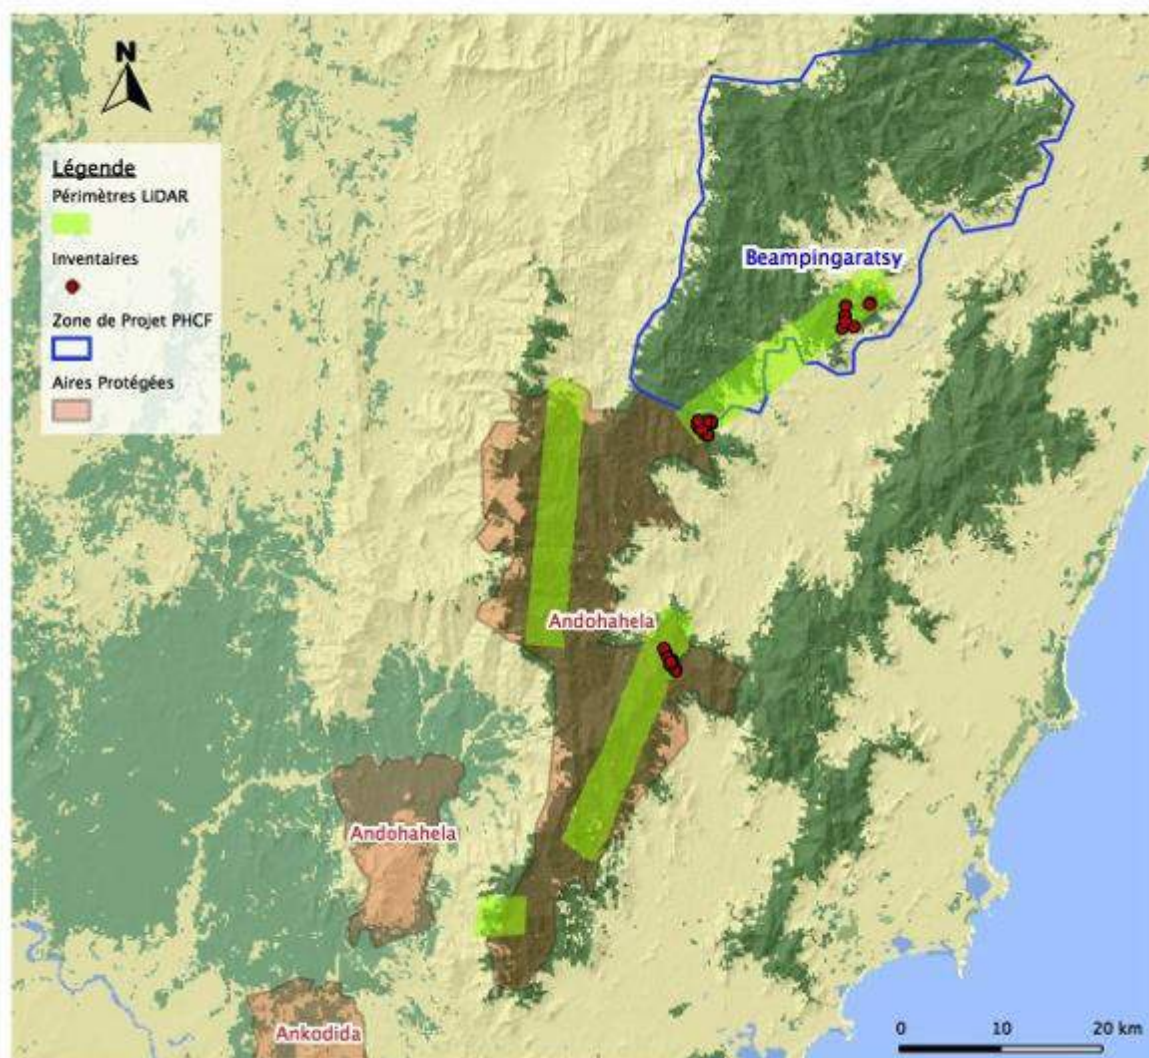 N
Légende
Périmètres LiDAR
Inventaires
Zone de Projet PHCF
Aires Protégées
Beampingaratsy
Andohahela
Andohahela
Ankodida
0 10 20 km